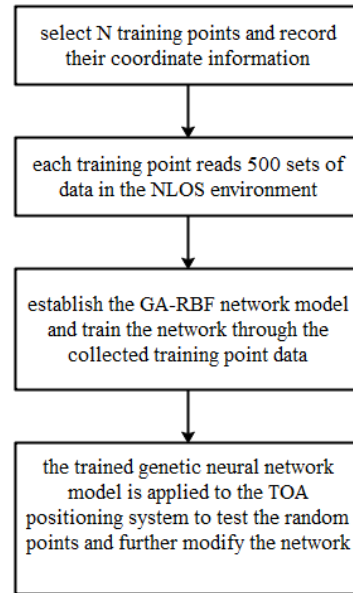 select N training points and record
their coordinate information
each training point reads 500 sets of
data in the NLOS environment
establish the GA-RBF network model
and train the network through the
collected training point data
the trained genetic neural network
model is applied to the TOA
positioning system to test the random
points and further modify the network